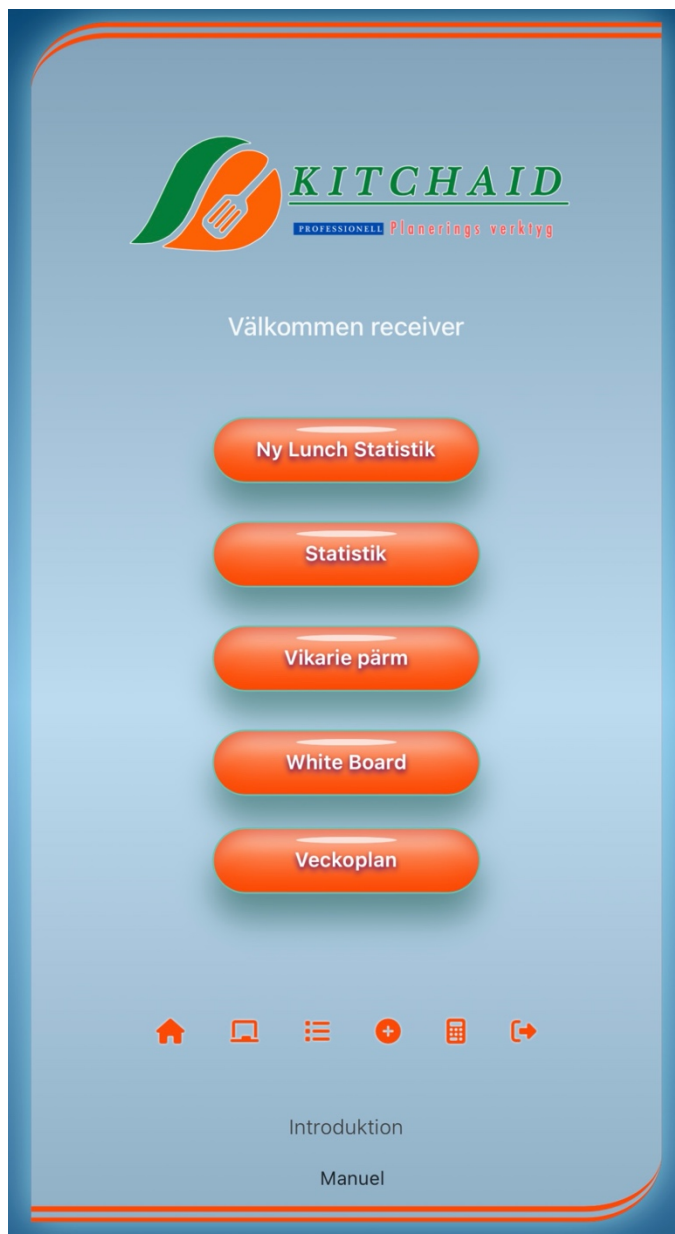 KITCHAID
PROFESSIONELL Planerings verktyg
Välkommen receiver
Ny Lunch Statistik
Statistik
Vikarie pärm
White Board
Veckoplan
Introduktion
Manuel